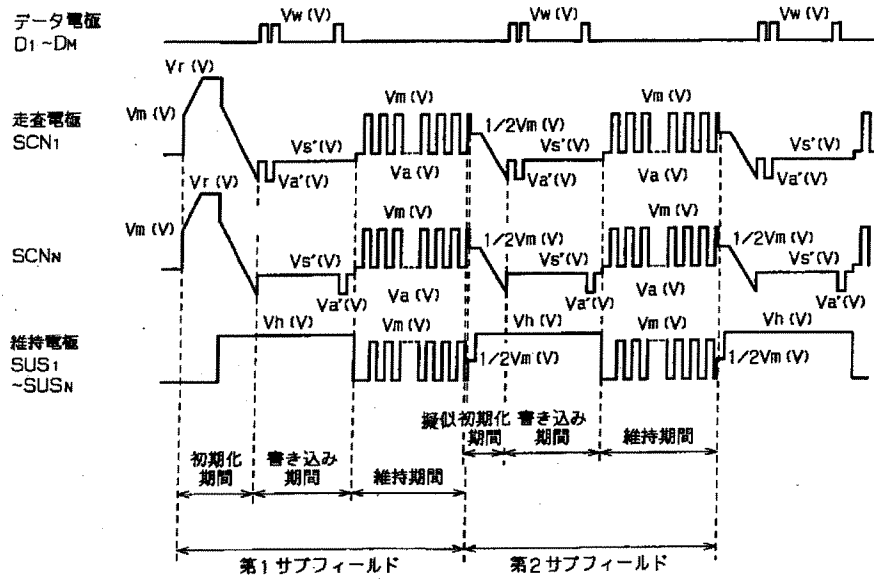 データ電極
D1~DM
Vw(V) Vw(V) Vw(V)
Vr(V)
Vm(V)
走査電極
SCN1
Vm(V) Vm(V)
1/2Vm(V) 1/2Vm(V)
Vs'(V) Vs'(V) Vs'(V)
Va'(V) Va(V) Va'(V) Va(V) Va'(V)
Vr(V)
Vm(V)
SCNN
Vm(V) Vm(V)
1/2Vm(V) 1/2Vm(V)
Vs'(V) Vs'(V) Vs'(V)
Va'(V) Va(V) Va'(V) Va(V) Va'(V)
維持電極
SUS1
~SUSN
Vh(V) Vm(V) Vh(V) Vm(V) Vh(V)
1/2Vm(V) 1/2Vm(V)
擬似初期化 書き込み
期間 期間 維持期間
初期化 書き込み
期間 期間 維持期間
第1サブフィールド 第2サブフィールド